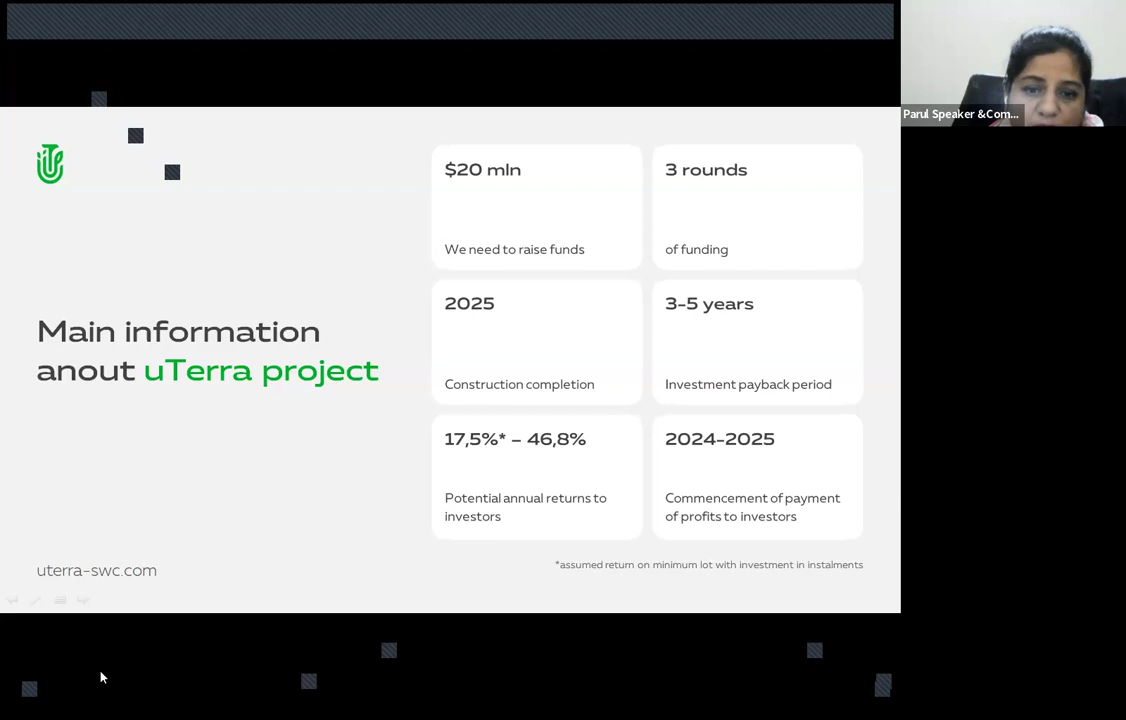 Parul Speaker &Com...
$20 mln
We need to raise funds
3 rounds
of funding
2025
Construction completion
3-5 years
Investment payback period
Main information
anout uTerra project
17,5%* – 46,8%
Potential annual returns to
investors
2024-2025
Commencement of payment
of profits to investors
*assumed return on minimum lot with investment in instalments
uterra-swc.com